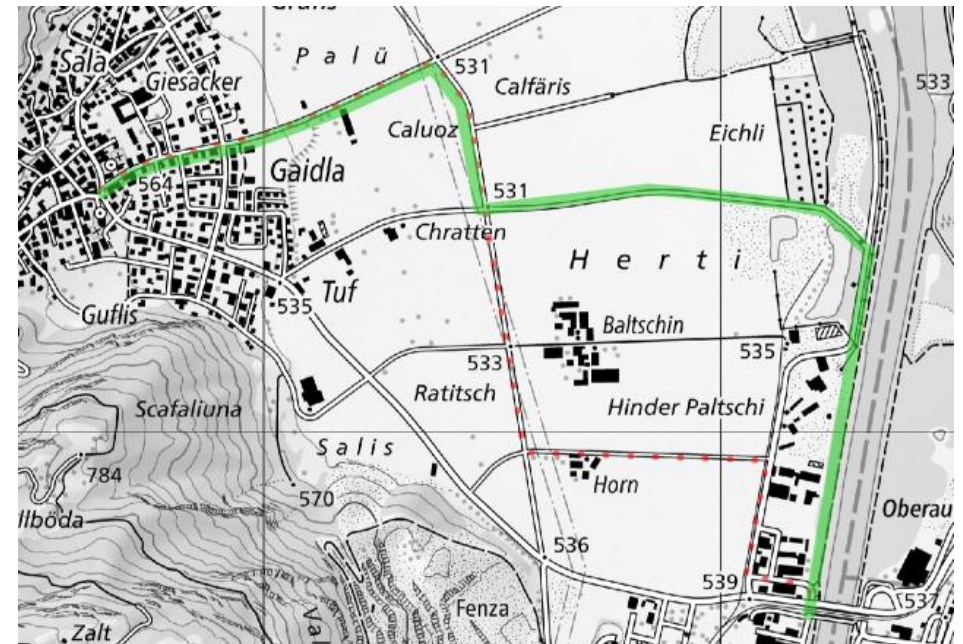 Sala
Giesacker
Palü
531
Calfäris
533
Caluoz
Eichli
564
Gaidla
531
Chratten
Herti
Tuf
535
Guflis
Baltschin
533
535
Ratitsch
Hinder Paltschi
Scafaliuna
Salis
784
570
Horn
Oberau
536
539
537
Fenza
Zalt